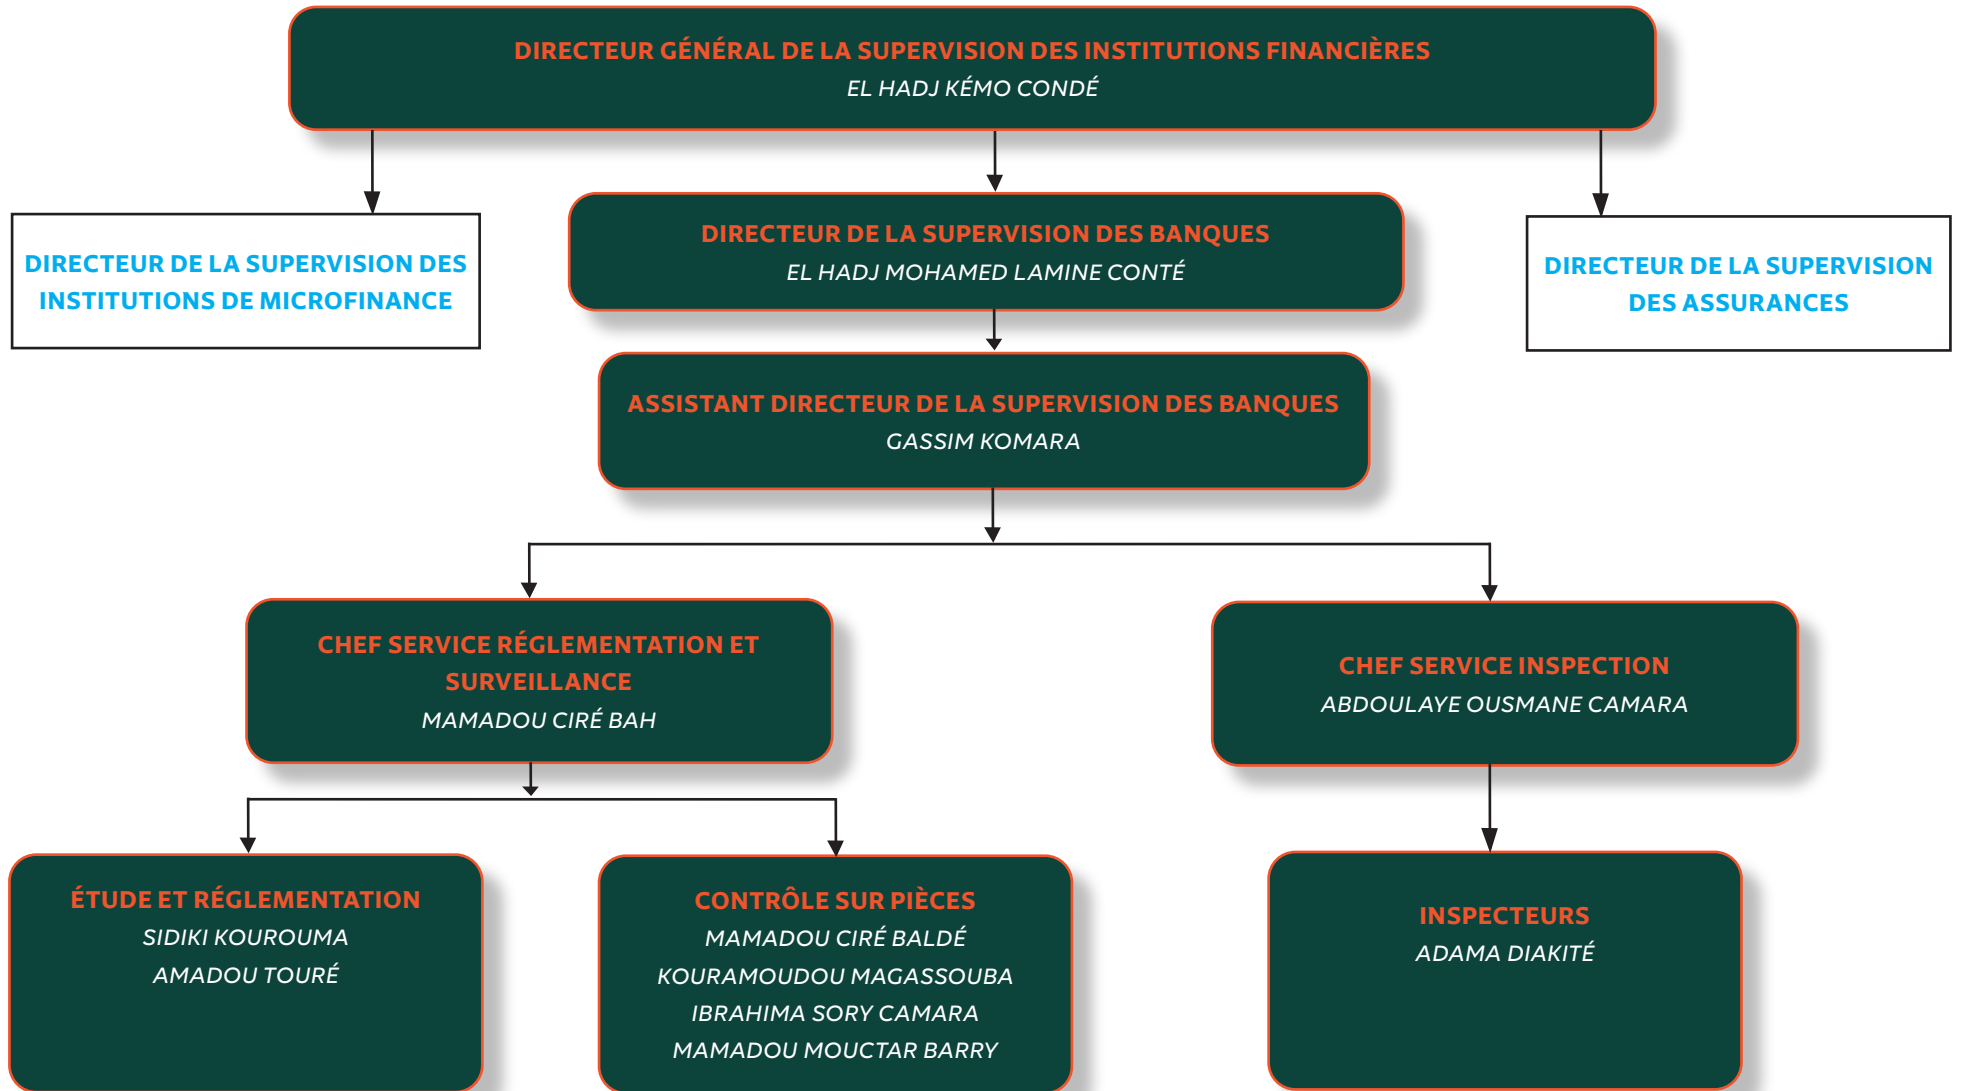 DIRECTEUR GÉNÉRAL DE LA SUPERVISION DES INSTITUTIONS FINANCIÈRES
EL HADJ KÉMO CONDÉ
DIRECTEUR DE LA SUPERVISION DES
INSTITUTIONS DE MICROFINANCE
DIRECTEUR DE LA SUPERVISION DES BANQUES
EL HADJ MOHAMED LAMINE CONTÉ
DIRECTEUR DE LA SUPERVISION
DES ASSURANCES
ASSISTANT DIRECTEUR DE LA SUPERVISION DES BANQUES
GASSIM KOMARA
CHEF SERVICE RÉGLEMENTATION ET
SURVEILLANCE
MAMADOU CIRÉ BAH
CHEF SERVICE INSPECTION
ABDOULAYE OUSMANE CAMARA
ÉTUDE ET RÉGLEMENTATION
SIDIKI KOUROUMA
AMADOU TOURÉ
CONTRÔLE SUR PIÈCES
MAMADOU CIRÉ BALDÉ
KOURAMOUDOU MAGASSOUBA
IBRAHIMA SORY CAMARA
MAMADOU MOUCTAR BARRY
INSPECTEURS
ADAMA DIAKITÉ